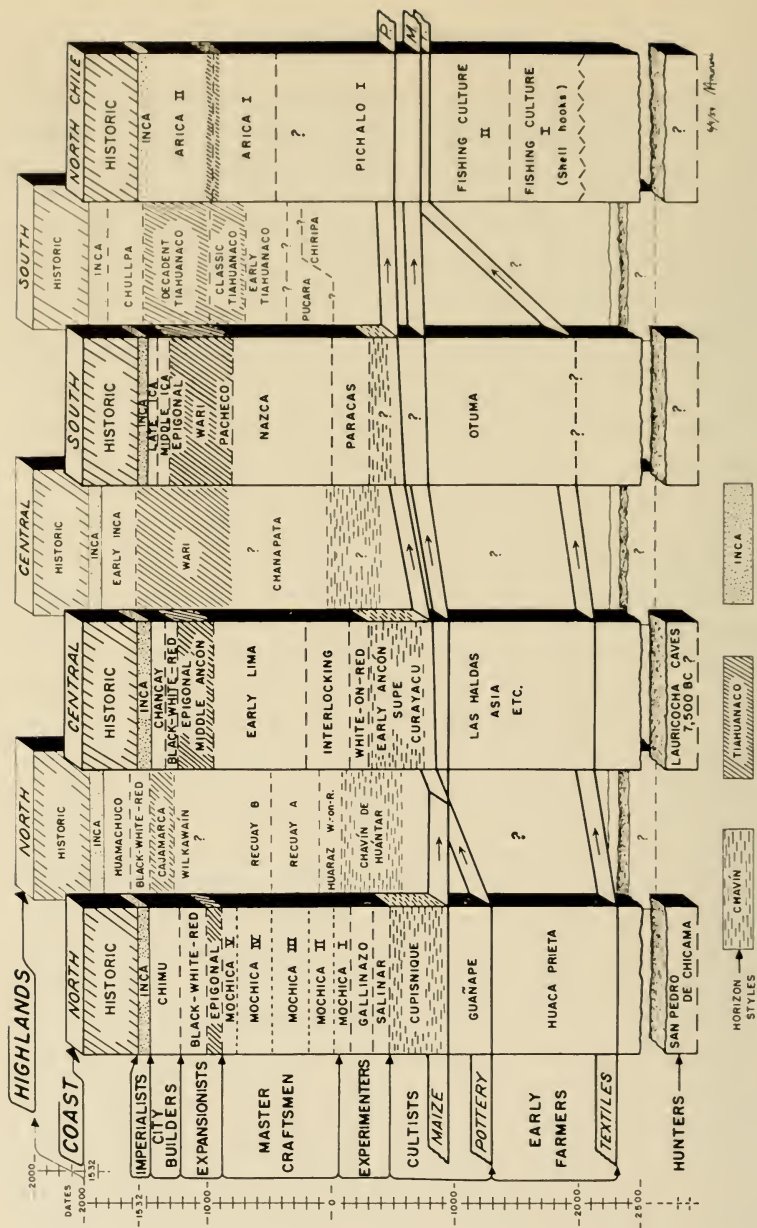 HIGHLANDS
COAST
DATES
2000
1532
2000
1532
1000
0
1000
2000
2500
IMPERIALISTS
CITY
BUILDERS
EXPANSIONISTS
MASTER
CRAFTSMEN
EXPERIMENTERS
CULTISTS
MAIZE
POTTERY
EARLY
FARMERS
TEXTILES
HUNTERS
NORTH
HISTORIC
INCA
CHIMU
BLACK-WHITE-RED
EPIGONAL
MOCHICA V
MOCHICA IV
MOCHICA III
MOCHICA II
MOCHICA I
GALLINAZO
SALINAR
CUPISNIQUE
GUAÑAPE
HUACA PRIETA
SAN PEDRO
DE CHICAMA
NORTH
HISTORIC
INCA
HUAMACHUCO
BLACK-WHITE-RED
CAJAMARCA
WILKAWAIN
?
RECUAY B
RECUAY A
HUARAZ W.-on-R.
CHAVÍN DE
HUÁNTAR
?
?
CENTRAL
HISTORIC
INCA
CHANCAY
BLACK-WHITE-RED
EPIGONAL
MIDDLE ANCÓN
EARLY LIMA
INTERLOCKING
WHITE-ON-RED
EARLY ANCÓN
SUPE
CURAYACU
LAS HALDAS
ASIA
ETC.
LAURICOCHA CAVES
7,500 BC ?
CENTRAL
HISTORIC
INCA
EARLY INCA
WARI
?
CHANAPATA
?
?
?
SOUTH
HISTORIC
INCA
LATE ICA
MIDDLE ICA
EPIGONAL
WARI
PACHECO
NAZCA
PARACAS
?
?
OTUMA
? ?
?
SOUTH
HISTORIC
INCA
CHULLPA
DECADENT
TIAHUANACO
CLASSIC
TIAHUANACO
EARLY
TIAHUANACO
? ?
PUCARA / CHIRIPA
?
?
?
NORTH CHILE
HISTORIC
INCA
ARICA II
ARICA I
?
PICHALO I
P.
M.
FISHING CULTURE
II
FISHING CULTURE
I
(Shell hooks)
?
HORIZON
STYLES
CHAVÍN
TIAHUANACO
INCA